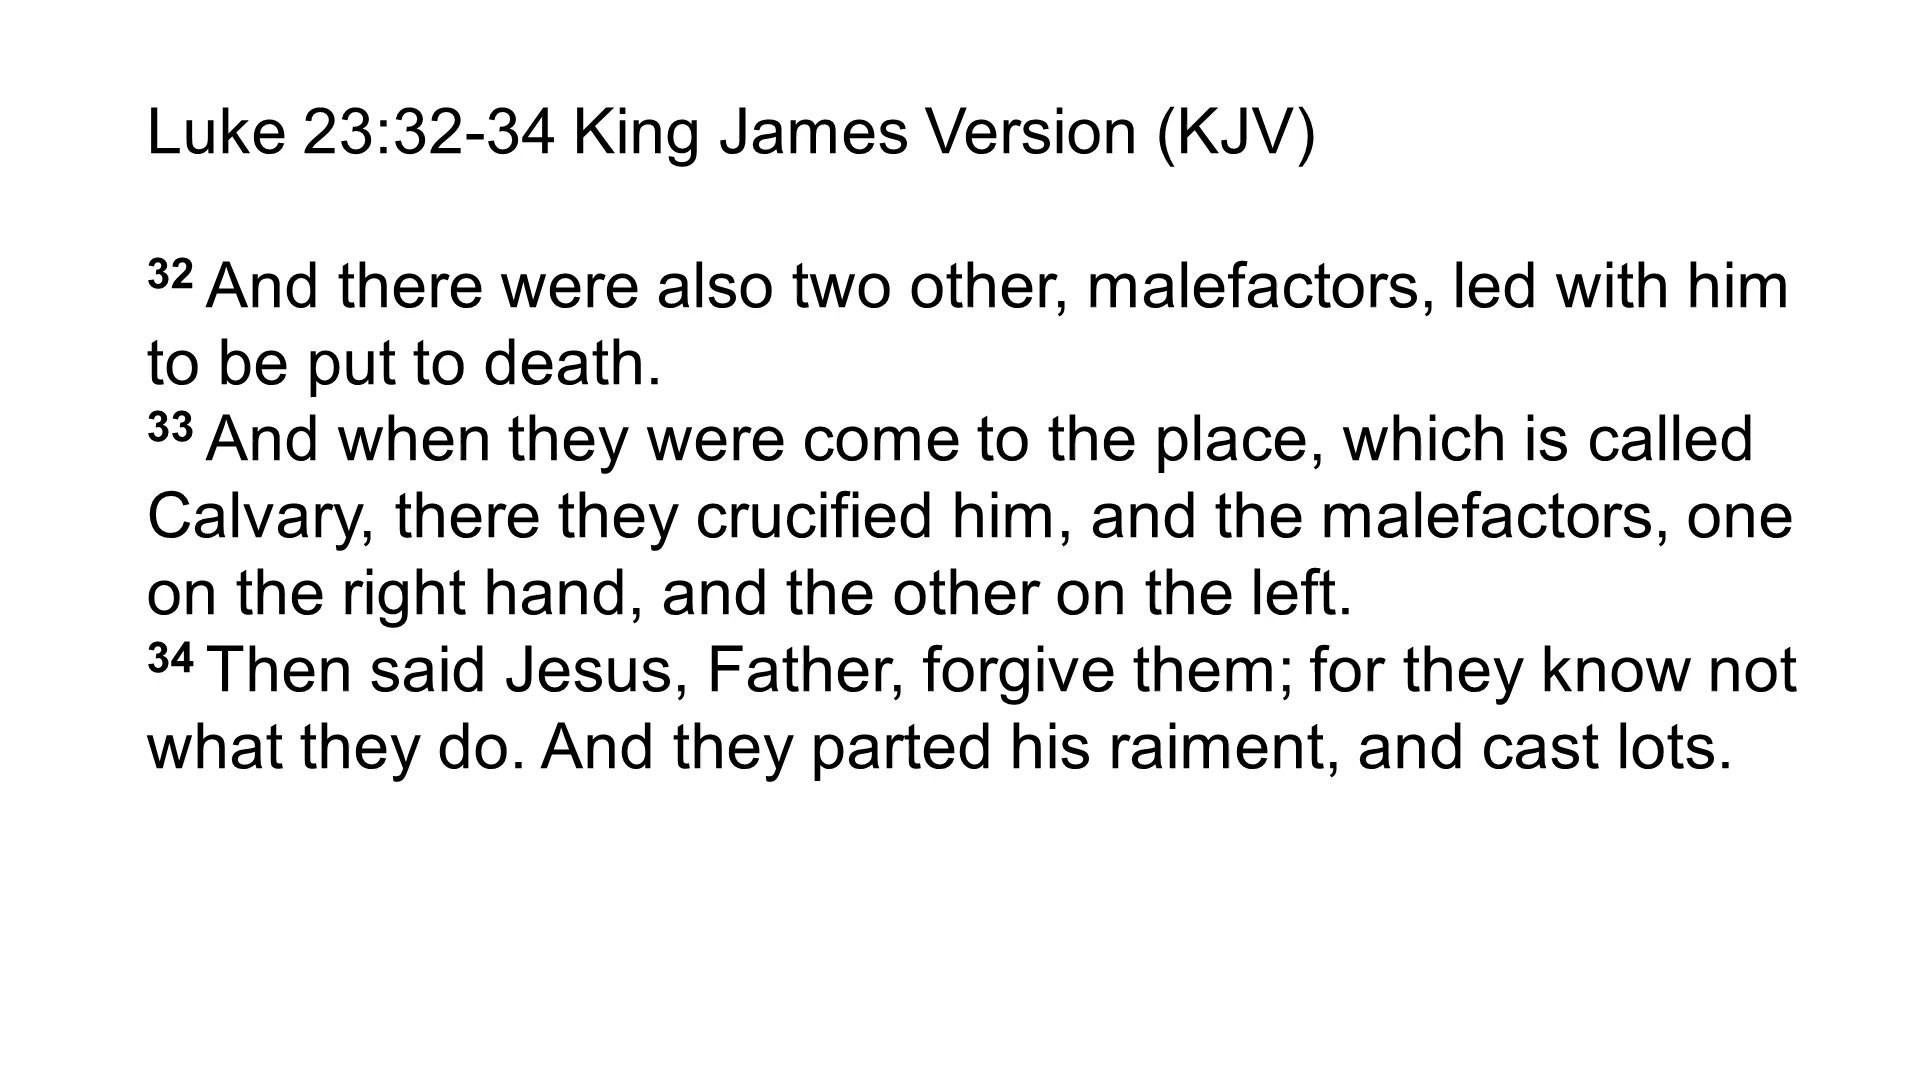 Luke 23:32-34 King James Version (KJV)
32 And there were also two other, malefactors, led with him
to be put to death.
33 And when they were come to the place, which is called
Calvary, there they crucified him, and the malefactors, one
on the right hand, and the other on the left.
34 Then said Jesus, Father, forgive them; for they know not
what they do. And they parted his raiment, and cast lots.